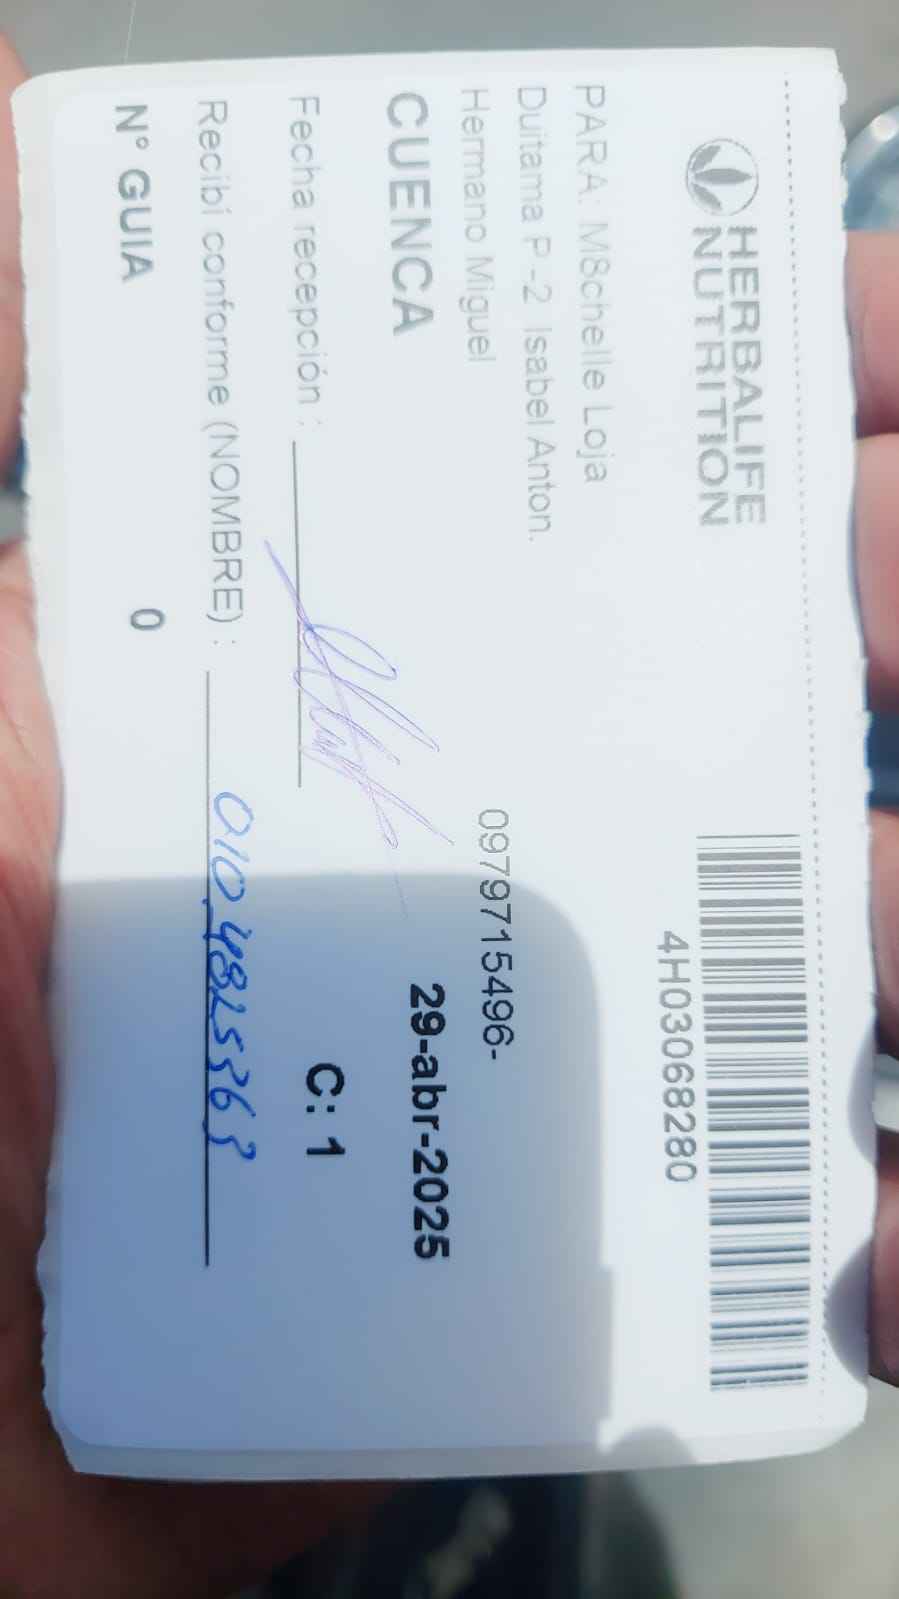 HERBALIFE
NUTRITION
4H03068280
PARA: M8chelle Loja
Duitama P -2 Isabel Anton.
Hermano Miguel
0979715496-
CUENCA
29-abr-2025
Fecha recepción :
C: 1
Recibí conforme (NOMBRE) :
N° GUIA
0